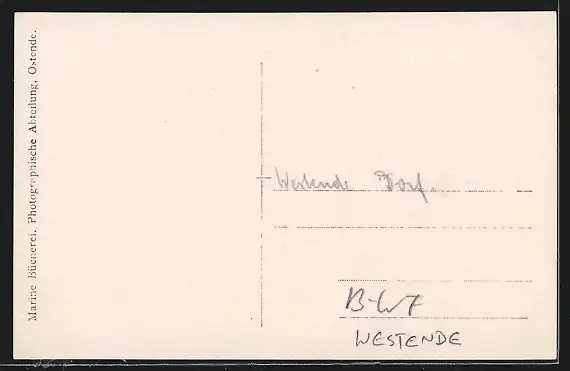 Marine Bücherei. Photographische Abteilung, Ostende.
Westende Dorf.
B-WF
WESTENDE